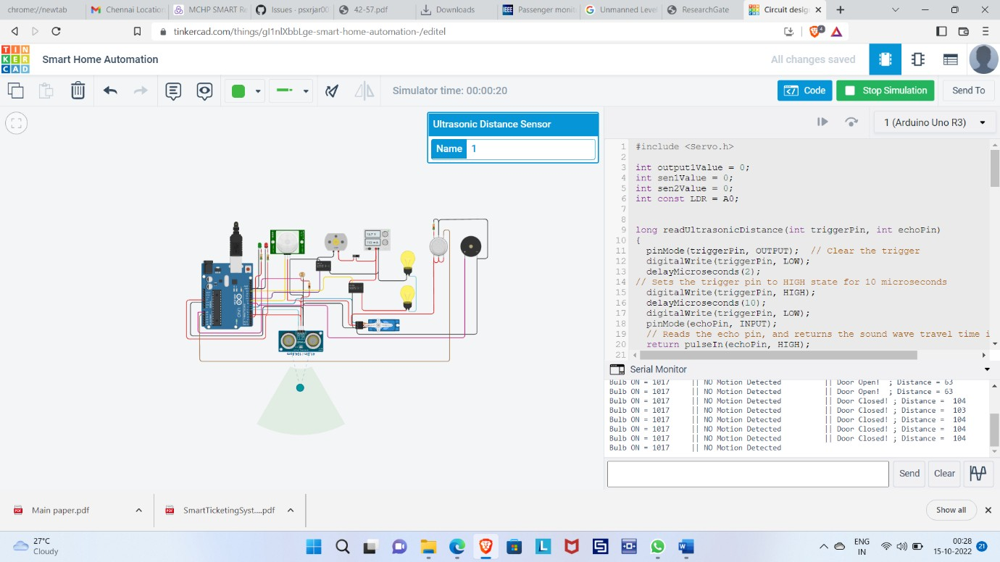 chrome://newtab
Chennai Location
MCHP SMART Re
Issues · psxrjar00
42-57.pdf
Downloads
IEEE
Passenger monit
Unmanned Level
ResearchGate
Circuit desig
tinkercad.com/things/gI1nlXbbLge-smart-home-automation-/editel
4
TIN
KER
CAD
Smart Home Automation
All changes saved
Simulator time: 00:00:20
Code
Stop Simulation
Send To
Ultrasonic Distance Sensor
Name 1
1 (Arduino Uno R3)
1 #include <Servo.h>
2
3 int output1Value = 0;
4 int sen1Value = 0;
5 int sen2Value = 0;
6 int const LDR = A0;
7
8
9 long readUltrasonicDistance(int triggerPin, int echoPin)
10 {
11 pinMode(triggerPin, OUTPUT);  // Clear the trigger
12 digitalWrite(triggerPin, LOW);
13 delayMicroseconds(2);
14 // Sets the trigger pin to HIGH state for 10 microseconds
15 digitalWrite(triggerPin, HIGH);
16 delayMicroseconds(10);
17 digitalWrite(triggerPin, LOW);
18 pinMode(echoPin, INPUT);
19 // Reads the echo pin, and returns the sound wave travel time i
20 return pulseIn(echoPin, HIGH);
21
UNO
Serial Monitor
Bulb ON = 1017 || NO Motion Detected || Door Open! ; Distance = 63
Bulb ON = 1017 || NO Motion Detected || Door Open! ; Distance = 63
Bulb ON = 1017 || NO Motion Detected || Door Closed! ; Distance = 104
Bulb ON = 1017 || NO Motion Detected || Door Closed! ; Distance = 103
Bulb ON = 1017 || NO Motion Detected || Door Closed! ; Distance = 104
Bulb ON = 1017 || NO Motion Detected || Door Closed! ; Distance = 104
Bulb ON = 1017 || NO Motion Detected || Door Closed! ; Distance = 104
Bulb ON = 1017 || NO Motion Detected
Send
Clear
Main paper.pdf
SmartTicketingSyst....pdf
Show all
27°C
Cloudy
ENG
IN
00:28
15-10-2022
21